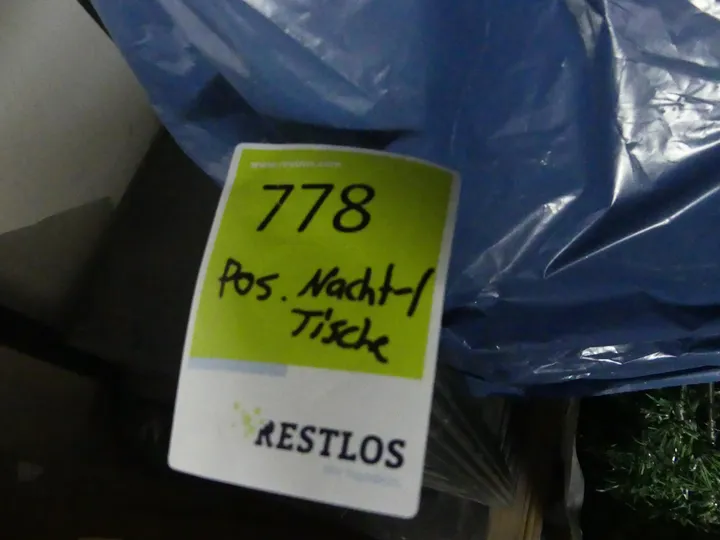 778
Pos. Nacht-/
Tische
RESTLOS